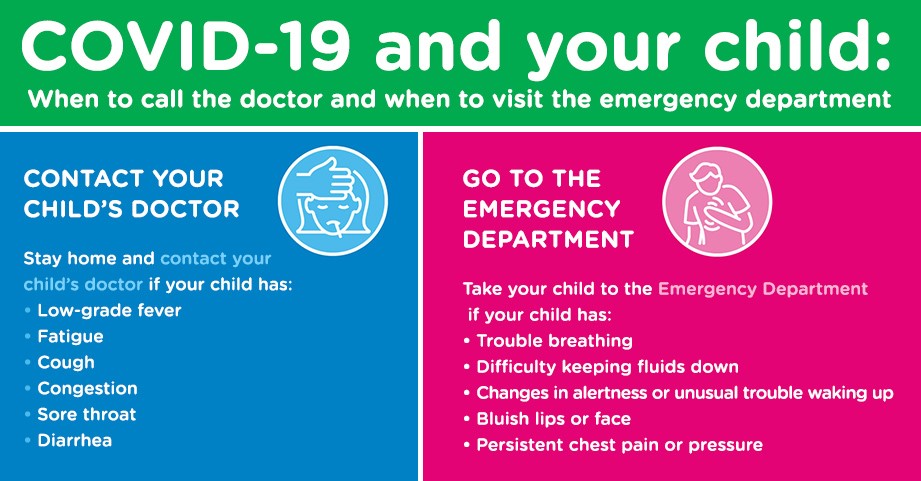 COVID-19 and your child:
When to call the doctor and when to visit the emergency department
CONTACT YOUR
CHILD'S DOCTOR
Stay home and contact your
child's doctor if your child has:
• Low-grade fever
• Fatigue
• Cough
• Congestion
• Sore throat
• Diarrhea
GO TO THE
EMERGENCY
DEPARTMENT
Take your child to the Emergency Department
if your child has:
• Trouble breathing
• Difficulty keeping fluids down
• Changes in alertness or unusual trouble waking up
• Bluish lips or face
• Persistent chest pain or pressure